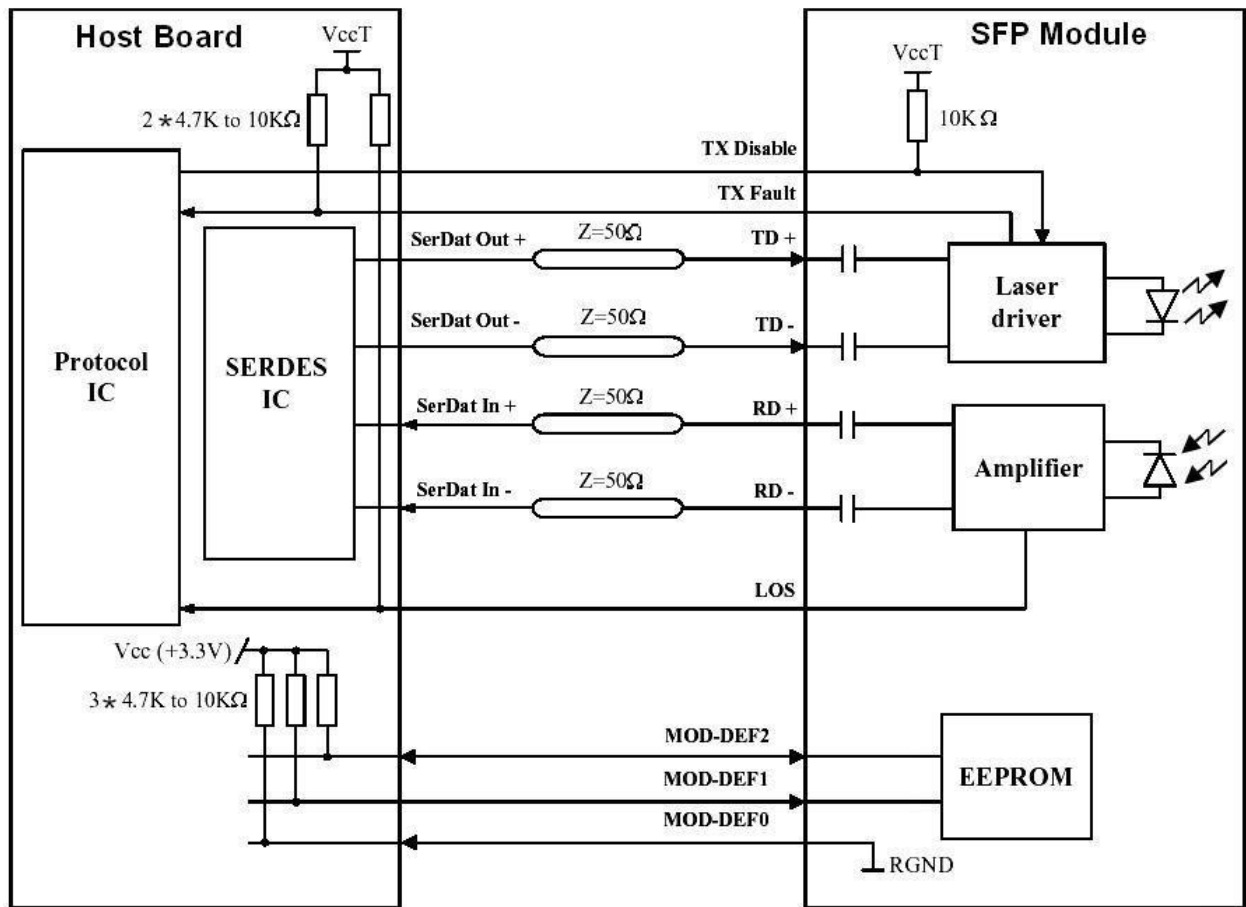 Host Board
SFP Module
VccT
VccT
2*4.7K to 10KΩ
10KΩ
TX Disable
TX Fault
SerDat Out +
Z=50Ω
TD +
Laser driver
SerDat Out -
Z=50Ω
TD -
Protocol IC
SERDES IC
SerDat In +
Z=50Ω
RD +
Amplifier
SerDat In -
Z=50Ω
RD -
LOS
Vcc (+3.3V)
3*4.7K to 10KΩ
MOD-DEF2
MOD-DEF1
EEPROM
MOD-DEF0
RGND